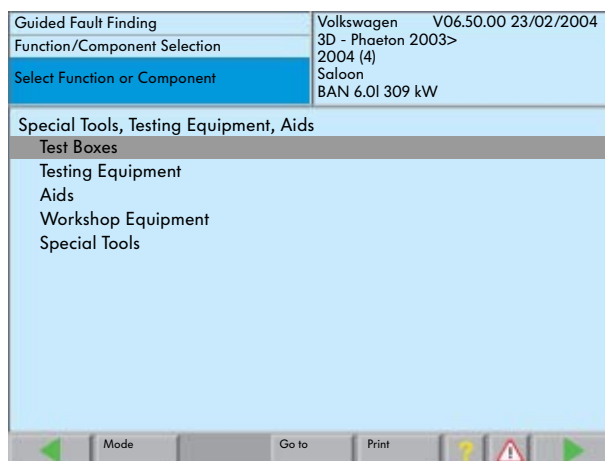 Guided Fault Finding
Function/Component Selection
Select Function or Component
Volkswagen V06.50.00 23/02/2004
3D - Phaeton 2003>
2004 (4)
Saloon
BAN 6.0l 309 kW
Special Tools, Testing Equipment, Aids
Test Boxes
Testing Equipment
Aids
Workshop Equipment
Special Tools
Mode Go to Print ?